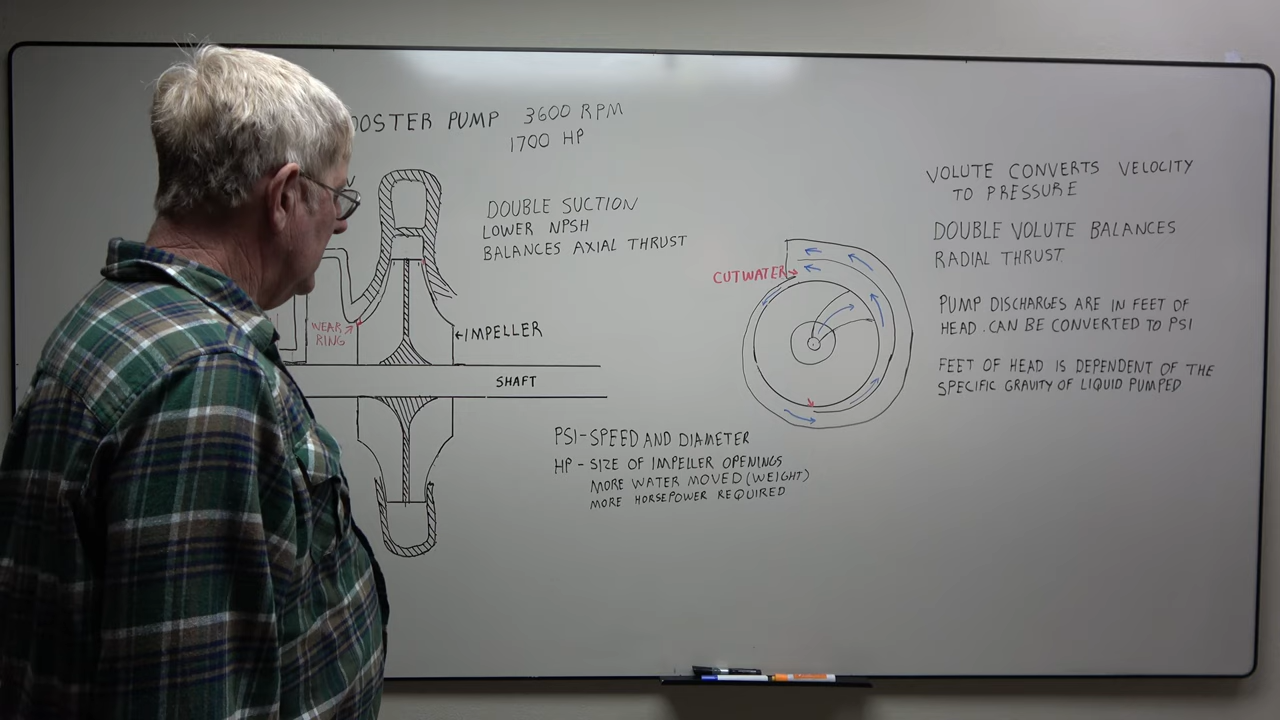 OOSTER PUMP 3600 RPM
1700 HP
DOUBLE SUCTION
LOWER NPSH
BALANCES AXIAL THRUST
WEAR
RING
IMPELLER
SHAFT
PSI-SPEED AND DIAMETER
HP - SIZE OF IMPELLER OPENINGS
MORE WATER MOVED (WEIGHT)
MORE HORSEPOWER REQUIRED
CUTWATER
VOLUTE CONVERTS VELOCITY
TO PRESSURE
DOUBLE VOLUTE BALANCES
RADIAL THRUST
PUMP DISCHARGES ARE IN FEET OF
HEAD. CAN BE CONVERTED TO PSI
FEET OF HEAD IS DEPENDENT OF THE
SPECIFIC GRAVITY OF LIQUID PUMPED